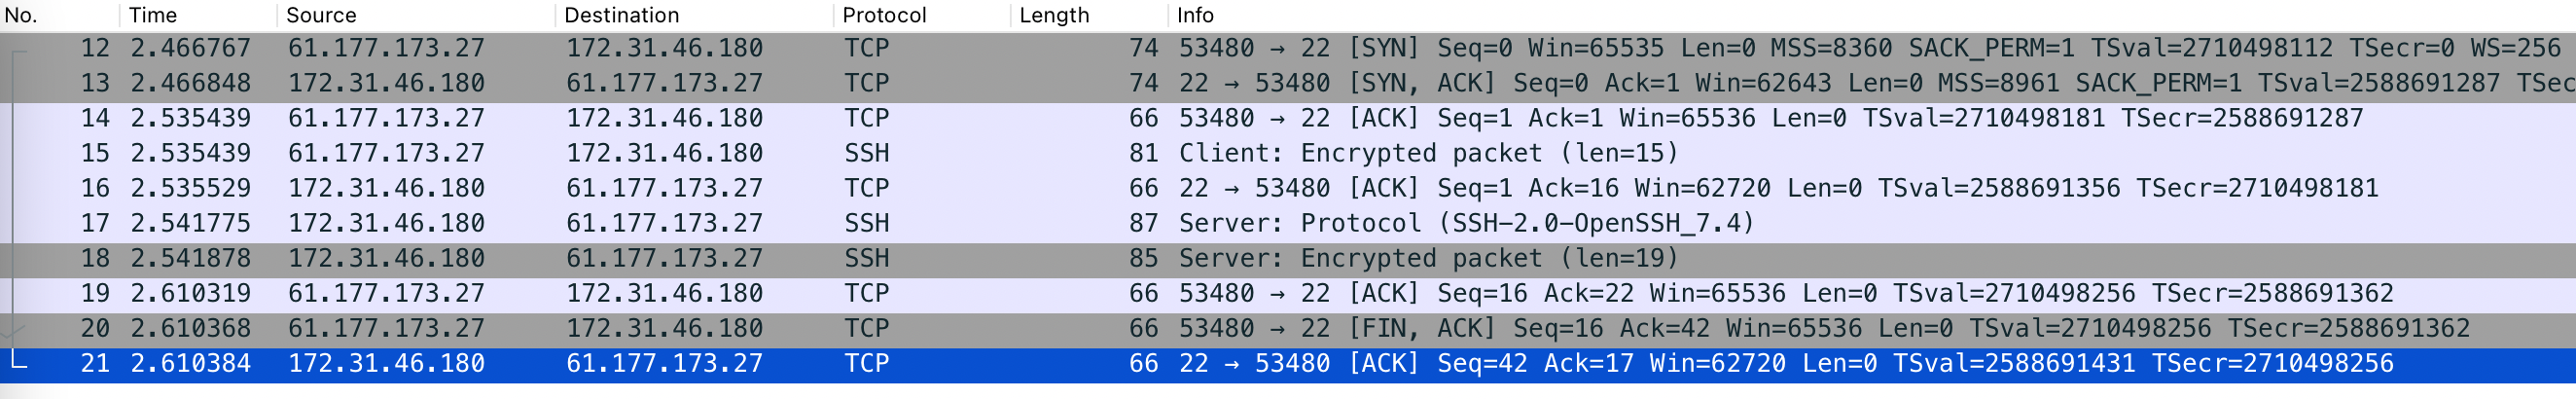 No. Time Source Destination Protocol Length Info
12 2.466767 61.177.173.27 172.31.46.180 TCP 74 53480 → 22 [SYN] Seq=0 Win=65535 Len=0 MSS=8360 SACK_PERM=1 TSval=2710498112 TSecr=0 WS=256
13 2.466848 172.31.46.180 61.177.173.27 TCP 74 22 → 53480 [SYN, ACK] Seq=0 Ack=1 Win=62643 Len=0 MSS=8961 SACK_PERM=1 TSval=2588691287 TSec
14 2.535439 61.177.173.27 172.31.46.180 TCP 66 53480 → 22 [ACK] Seq=1 Ack=1 Win=65536 Len=0 TSval=2710498181 TSecr=2588691287
15 2.535439 61.177.173.27 172.31.46.180 SSH 81 Client: Encrypted packet (len=15)
16 2.535529 172.31.46.180 61.177.173.27 TCP 66 22 → 53480 [ACK] Seq=1 Ack=16 Win=62720 Len=0 TSval=2588691356 TSecr=2710498181
17 2.541775 172.31.46.180 61.177.173.27 SSH 87 Server: Protocol (SSH-2.0-OpenSSH_7.4)
18 2.541878 172.31.46.180 61.177.173.27 SSH 85 Server: Encrypted packet (len=19)
19 2.610319 61.177.173.27 172.31.46.180 TCP 66 53480 → 22 [ACK] Seq=16 Ack=22 Win=65536 Len=0 TSval=2710498256 TSecr=2588691362
20 2.610368 61.177.173.27 172.31.46.180 TCP 66 53480 → 22 [FIN, ACK] Seq=16 Ack=42 Win=65536 Len=0 TSval=2710498256 TSecr=2588691362
21 2.610384 172.31.46.180 61.177.173.27 TCP 66 22 → 53480 [ACK] Seq=42 Ack=17 Win=62720 Len=0 TSval=2588691431 TSecr=2710498256